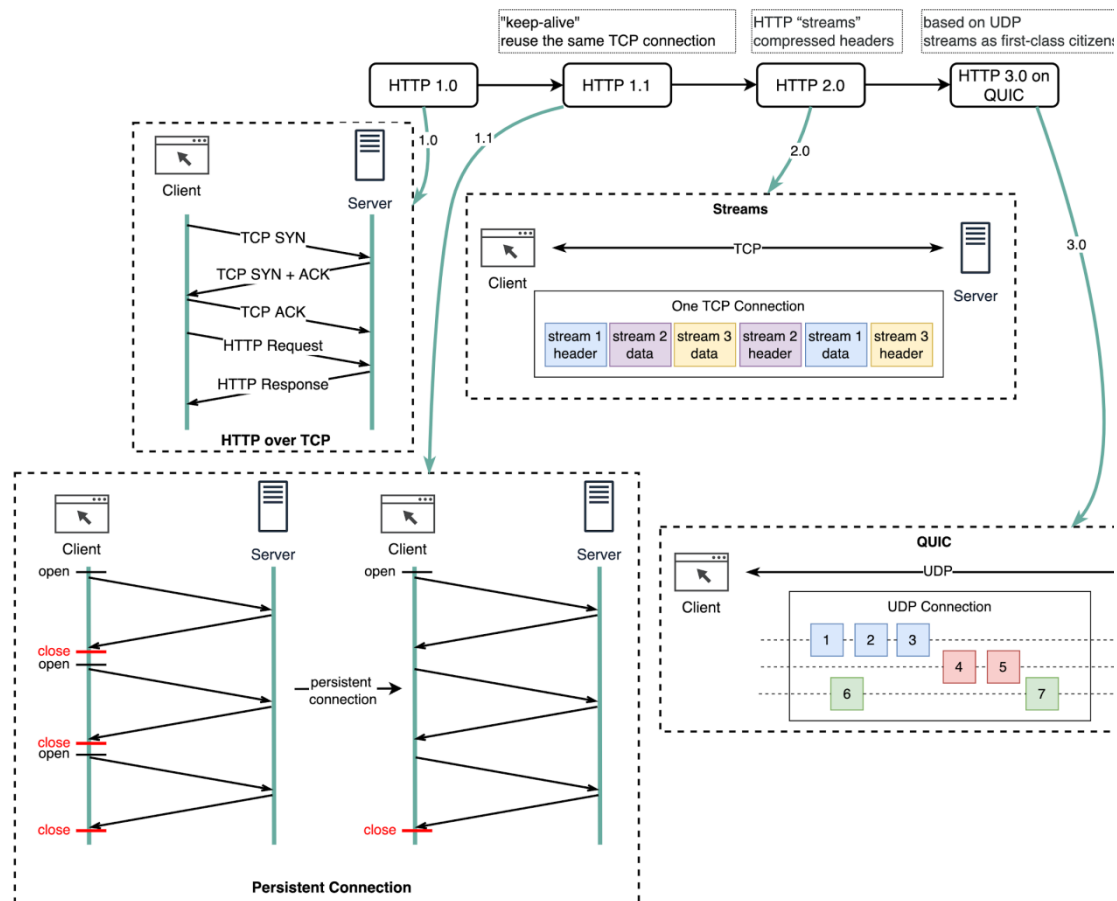 "keep-alive"
reuse the same TCP connection
HTTP “streams”
compressed headers
based on UDP
streams as first-class citizens
HTTP 1.0
HTTP 1.1
HTTP 2.0
HTTP 3.0 on
QUIC
1.0
1.1
2.0
3.0
Client
Server
TCP SYN
TCP SYN + ACK
TCP ACK
HTTP Request
HTTP Response
HTTP over TCP
Streams
Client
TCP
Server
One TCP Connection
stream 1
header
stream 2
data
stream 3
data
stream 2
header
stream 1
data
stream 3
header
Client
Server
open
close
open
close
open
close
persistent
connection
Client
Server
open
close
Persistent Connection
QUIC
Client
UDP
UDP Connection
1
2
3
4
5
6
7